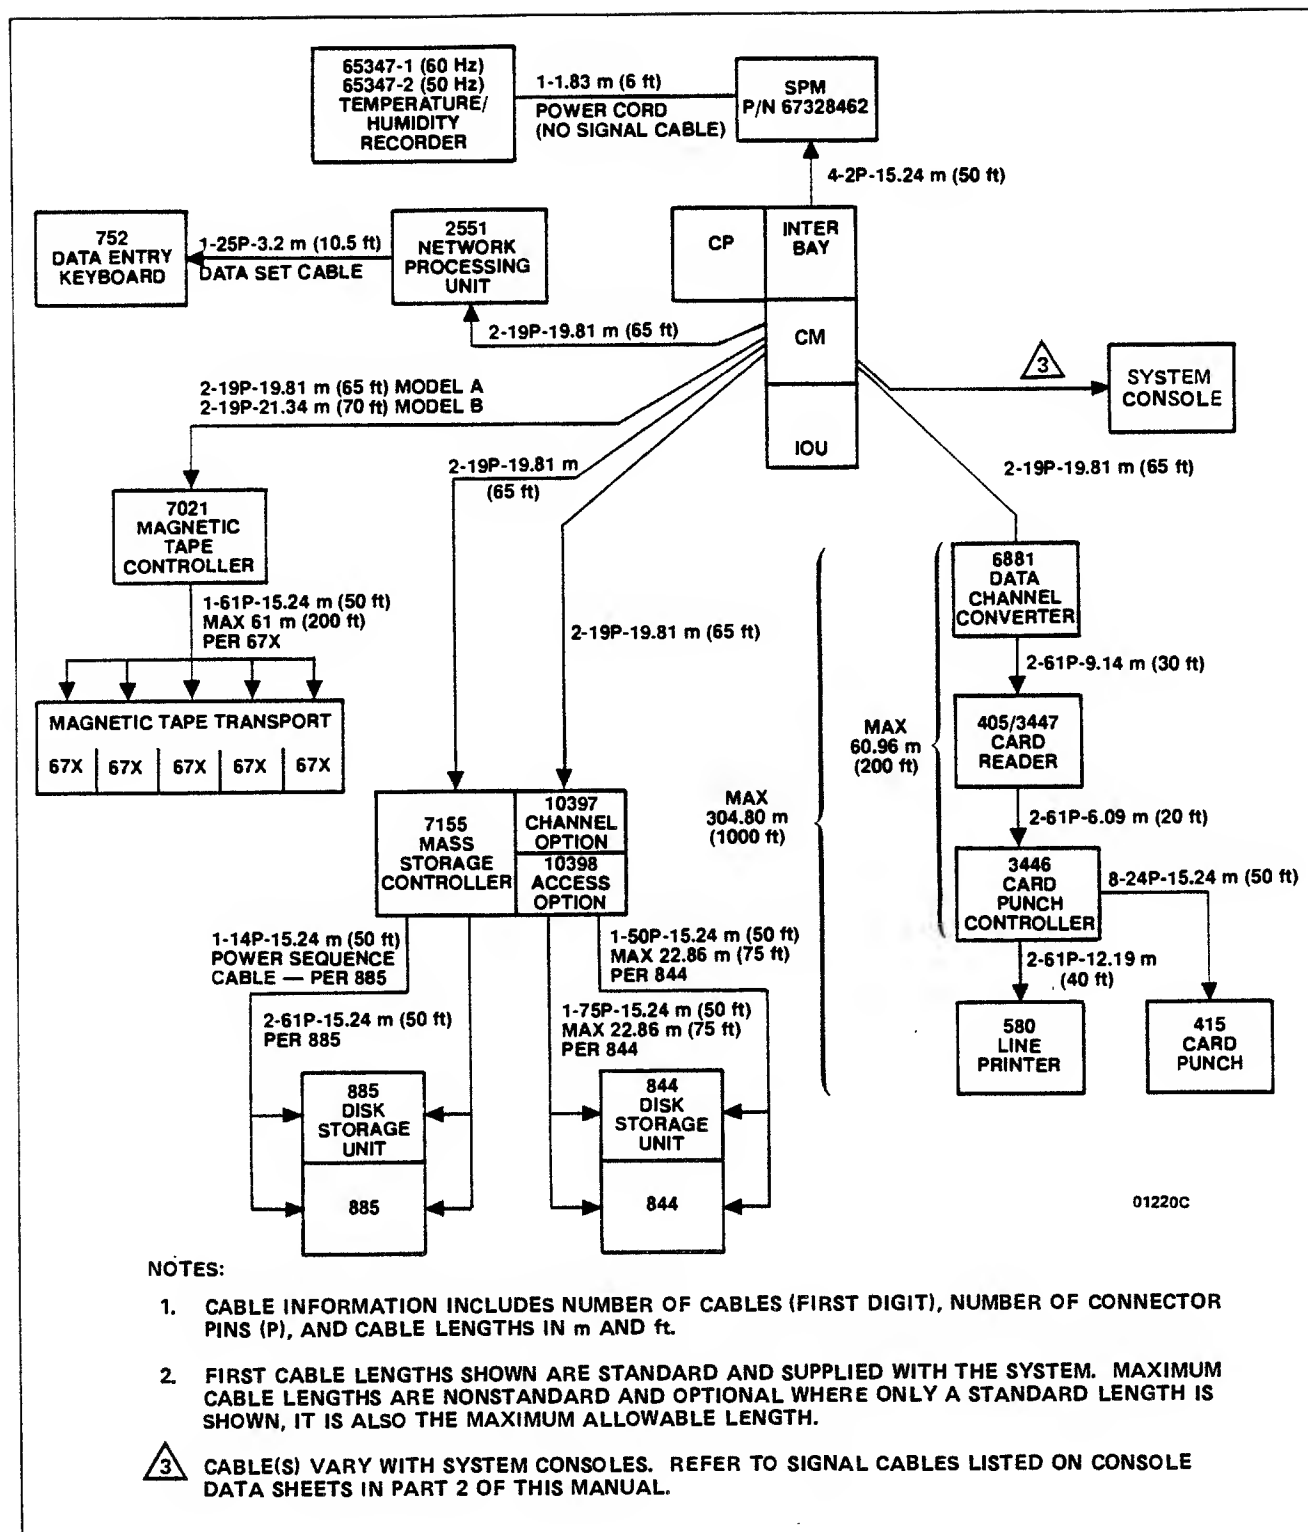 65347-1 (60 Hz)
65347-2 (50 Hz)
TEMPERATURE/
HUMIDITY
RECORDER
1-1.83 m (6 ft)
POWER CORD
(NO SIGNAL CABLE)
SPM
P/N 67328462
4-2P-15.24 m (50 ft)
752
DATA ENTRY
KEYBOARD
1-25P-3.2 m (10.5 ft)
DATA SET CABLE
2551
NETWORK
PROCESSING
UNIT
CP
INTER
BAY
CM
IOU
2-19P-19.81 m (65 ft)
3
SYSTEM
CONSOLE
2-19P-19.81 m (65 ft) MODEL A
2-19P-21.34 m (70 ft) MODEL B
2-19P-19.81 m
(65 ft)
2-19P-19.81 m (65 ft)
7021
MAGNETIC
TAPE
CONTROLLER
1-61P-15.24 m (50 ft)
MAX 61 m (200 ft)
PER 67X
MAGNETIC TAPE TRANSPORT
67X 67X 67X 67X 67X
2-19P-19.81 m (65 ft)
6881
DATA
CHANNEL
CONVERTER
2-61P-9.14 m (30 ft)
405/3447
CARD
READER
MAX
60.96 m
(200 ft)
MAX
304.80 m
(1000 ft)
2-61P-6.09 m (20 ft)
3446
CARD
PUNCH
CONTROLLER
8-24P-15.24 m (50 ft)
2-61P-12.19 m
(40 ft)
580
LINE
PRINTER
415
CARD
PUNCH
7155
MASS
STORAGE
CONTROLLER
10397
CHANNEL
OPTION
10398
ACCESS
OPTION
1-14P-15.24 m (50 ft)
POWER SEQUENCE
CABLE — PER 885
2-61P-15.24 m (50 ft)
PER 885
1-50P-15.24 m (50 ft)
MAX 22.86 m (75 ft)
PER 844
1-75P-15.24 m (50 ft)
MAX 22.86 m (75 ft)
PER 844
885
DISK
STORAGE
UNIT
885
844
DISK
STORAGE
UNIT
844
01220C
NOTES:
1. CABLE INFORMATION INCLUDES NUMBER OF CABLES (FIRST DIGIT), NUMBER OF CONNECTOR
PINS (P), AND CABLE LENGTHS IN m AND ft.
2. FIRST CABLE LENGTHS SHOWN ARE STANDARD AND SUPPLIED WITH THE SYSTEM. MAXIMUM
CABLE LENGTHS ARE NONSTANDARD AND OPTIONAL WHERE ONLY A STANDARD LENGTH IS
SHOWN, IT IS ALSO THE MAXIMUM ALLOWABLE LENGTH.
3 CABLE(S) VARY WITH SYSTEM CONSOLES. REFER TO SIGNAL CABLES LISTED ON CONSOLE
DATA SHEETS IN PART 2 OF THIS MANUAL.